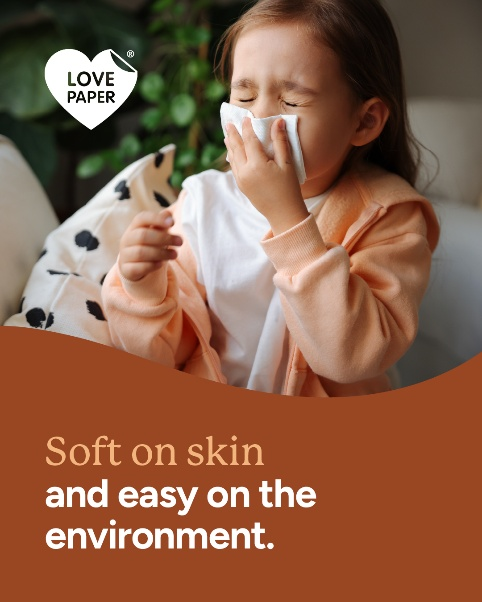 LOVE
PAPER
®
Soft on skin
and easy on the
environment.